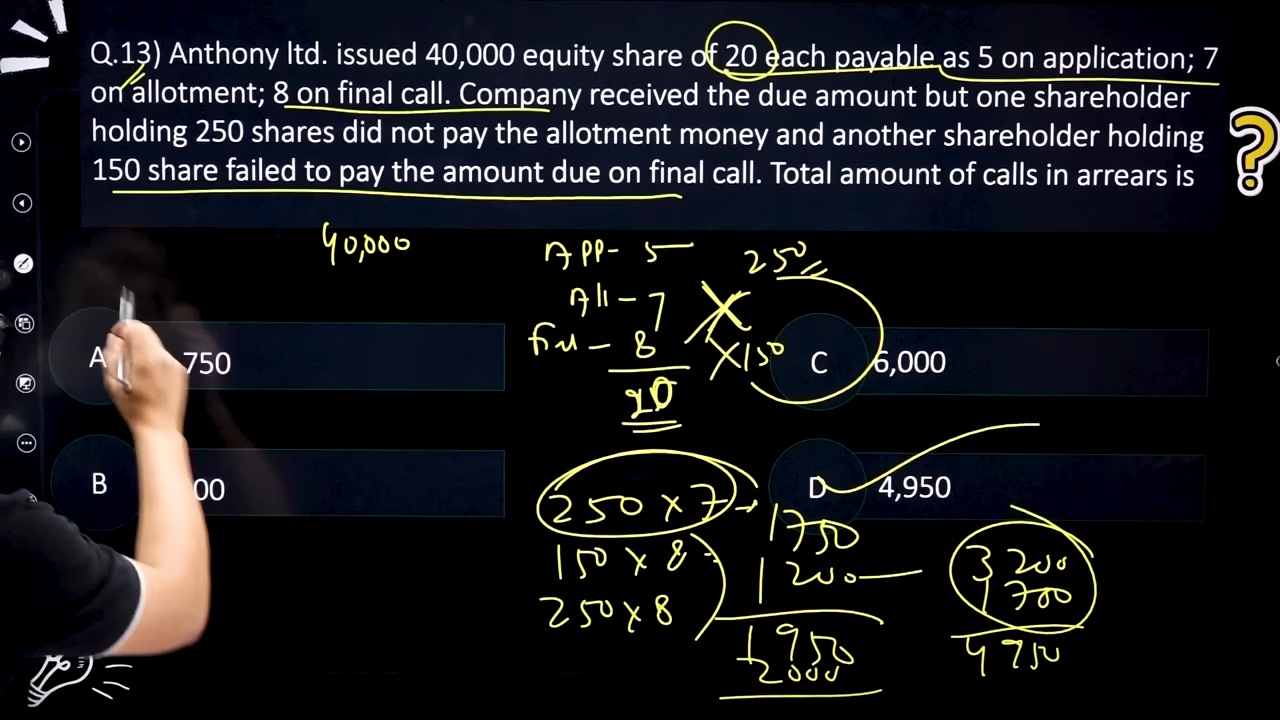 Q.13) Anthony ltd. issued 40,000 equity share of 20 each payable as 5 on application; 7
on allotment; 8 on final call. Company received the due amount but one shareholder
holding 250 shares did not pay the allotment money and another shareholder holding
150 share failed to pay the amount due on final call. Total amount of calls in arrears is
40,000
APP- 5
250
All - 7
Final - 8
×150
20
A 750
B 00
C 6,000
D 4,950
250 × 7 → 1750
150 × 8 1200
250 × 8
1950
2000
3200
1700
4950